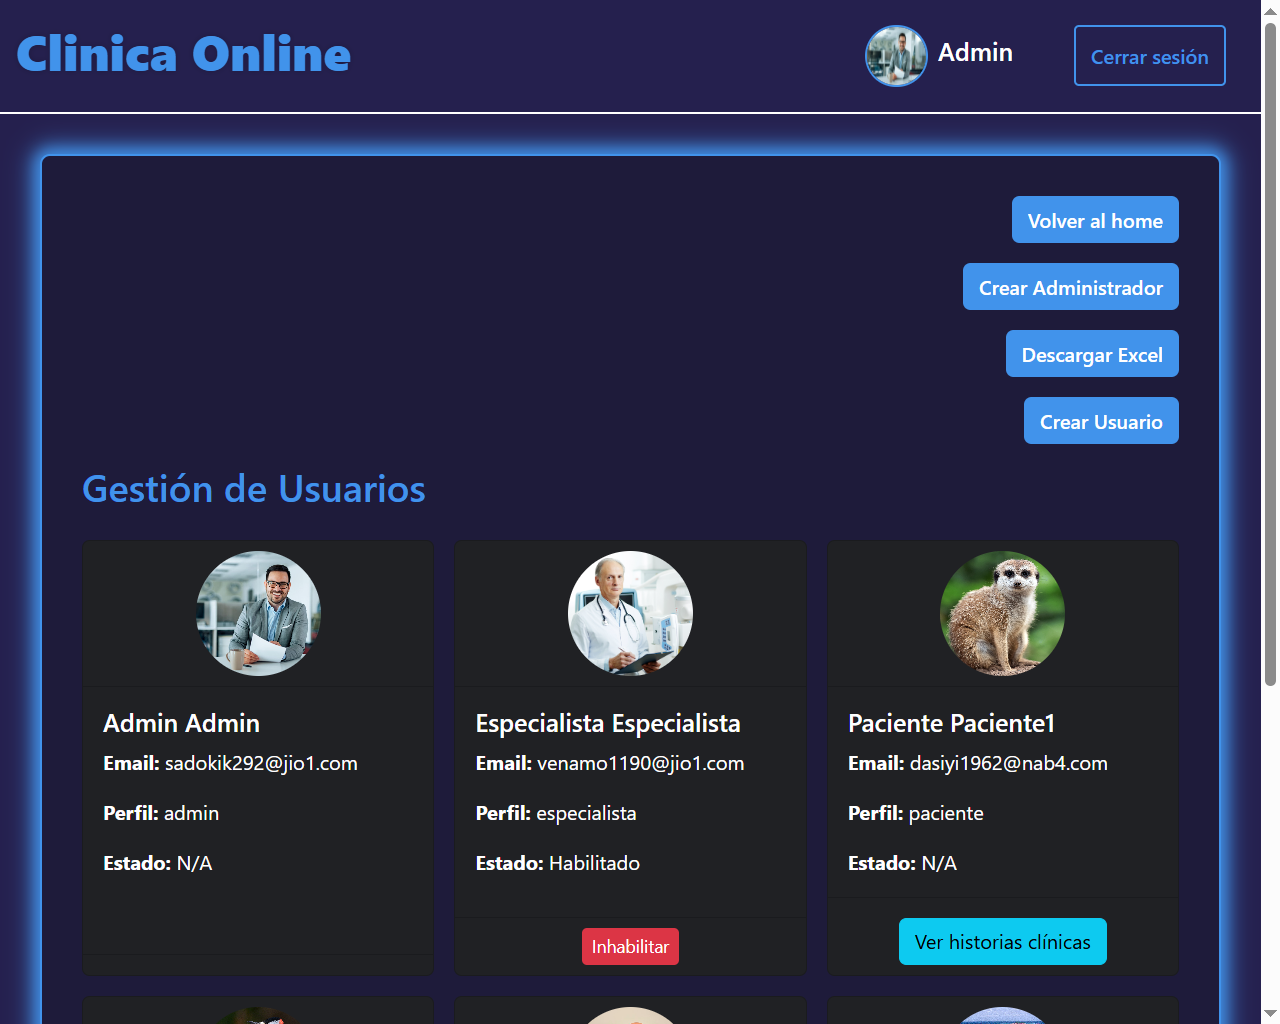 Clinica Online
Admin
Cerrar sesión
Volver al home
Crear Administrador
Descargar Excel
Crear Usuario
Gestión de Usuarios
Admin Admin
Email: sadokik292@jio1.com
Perfil: admin
Estado: N/A
Especialista Especialista
Email: venamo1190@jio1.com
Perfil: especialista
Estado: Habilitado
Inhabilitar
Paciente Paciente1
Email: dasiyi1962@nab4.com
Perfil: paciente
Estado: N/A
Ver historias clínicas